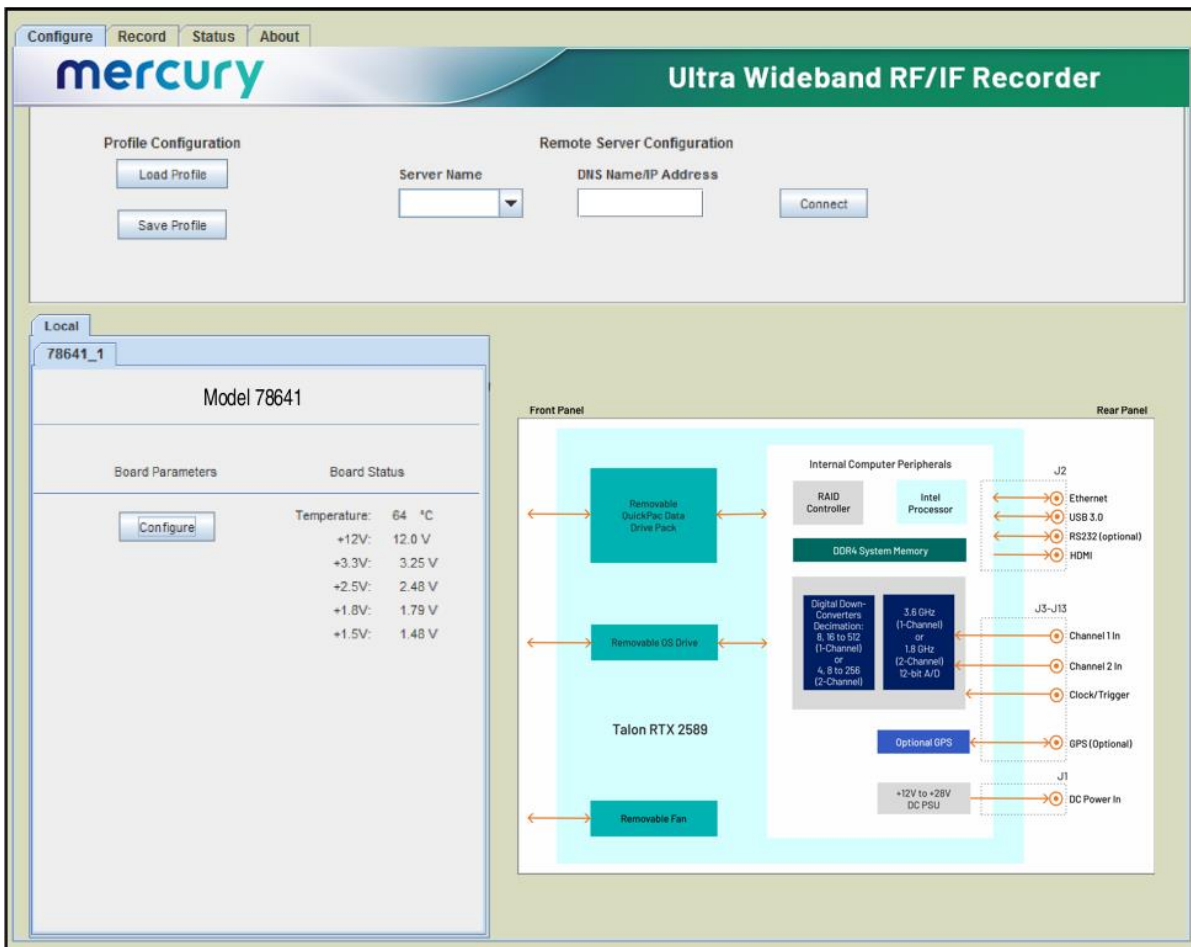 Configure Record Status About
mercury
Ultra Wideband RF/IF Recorder
Profile Configuration
Load Profile
Save Profile
Remote Server Configuration
Server Name
DNS Name/IP Address
Connect
Local
78641_1
Model 78641
Board Parameters
Board Status
Configure
Temperature: 64 °C
+12V: 12.0 V
+3.3V: 3.25 V
+2.5V: 2.48 V
+1.8V: 1.79 V
+1.5V: 1.48 V
Front Panel
Rear Panel
Removable
QuickPac Data
Drive Pack
Removable OS Drive
Talon RTX 2589
Removable Fan
Internal Computer Peripherals
RAID
Controller
Intel
Processor
DDR4 System Memory
Digital Down-
Converters
Decimation:
8, 16 to 512
(1-Channel)
or
4, 8 to 256
(2-Channel)
3.6 GHz
(1-Channel)
or
1.8 GHz
(2-Channel)
12-bit A/D
Optional GPS
+12V to +28V
DC PSU
J2
Ethernet
USB 3.0
RS232 (optional)
HDMI
J3-J13
Channel 1 In
Channel 2 In
Clock/Trigger
GPS (Optional)
J1
DC Power In